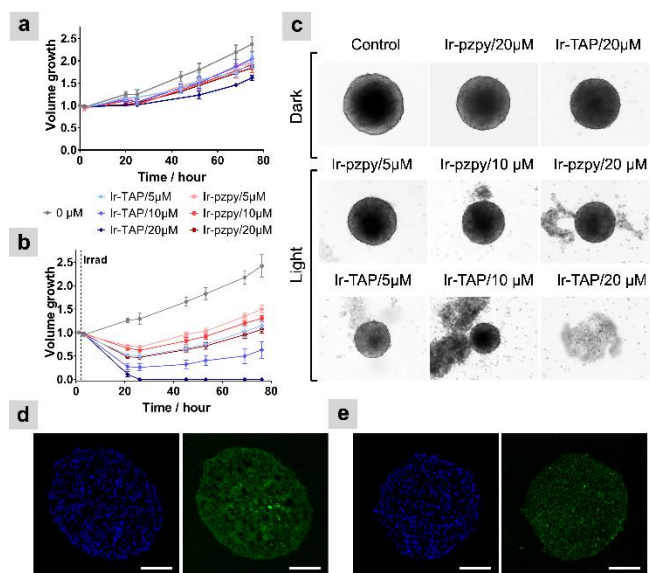 a
Volume growth
2.5
2.0
1.5
1.0
0.5
0.0
0 20 40 60 80
Time / hour
0 µM
Ir-TAP/5µM
Ir-TAP/10µM
Ir-TAP/20µM
Ir-pzpy/5µM
Ir-pzpy/10µM
Ir-pzpy/20µM
b
Irrad
Volume growth
2.5
2.0
1.5
1.0
0.5
0.0
0 20 40 60 80
Time / hour
c
Control Ir-pzpy/20µM Ir-TAP/20µM
Dark
Ir-pzpy/5µM Ir-pzpy/10 µM Ir-pzpy/20 µM
Light
Ir-TAP/5µM Ir-TAP/10 µM Ir-TAP/20 µM
d
e